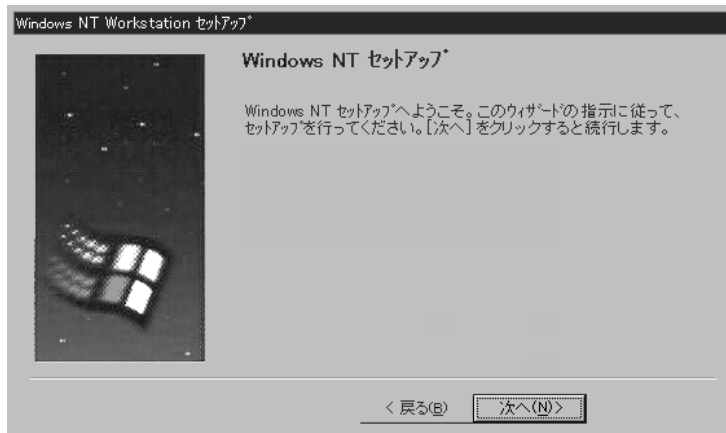 Windows NT Workstation ｾｯﾄｱｯﾌﾟ
Windows NT ｾｯﾄｱｯﾌﾟ
Windows NT ｾｯﾄｱｯﾌﾟへようこそ。このｳｨｻﾞｰﾄﾞの指示に従って、
ｾｯﾄｱｯﾌﾟを行ってください。[次へ] をクリックすると続行します。
< 戻る(B)
次へ(N) >